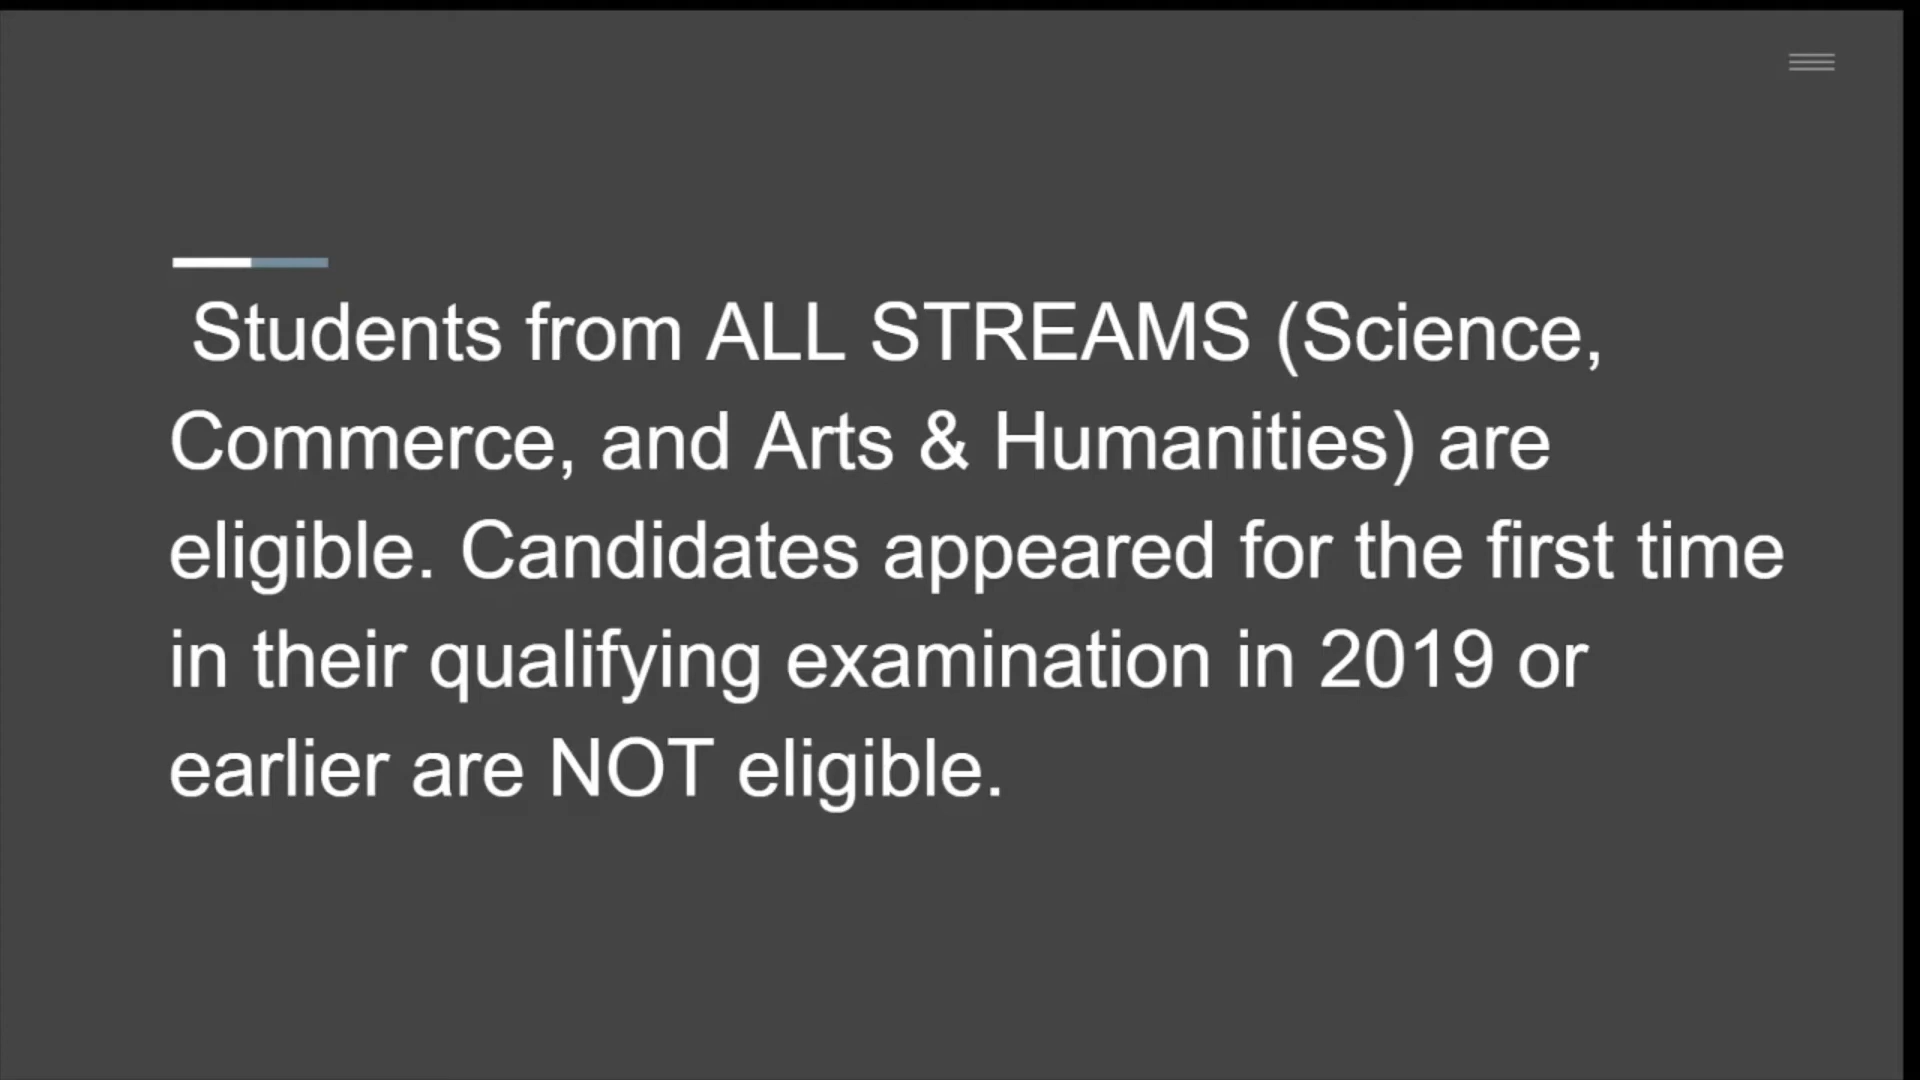 Students from ALL STREAMS (Science,
Commerce, and Arts & Humanities) are
eligible. Candidates appeared for the first time
in their qualifying examination in 2019 or
earlier are NOT eligible.